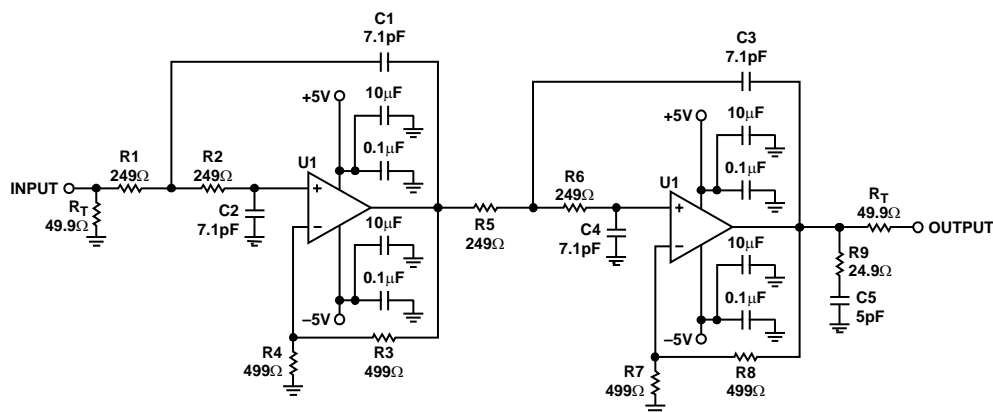 C1
7.1pF
C3
7.1pF
+5V
10µF
0.1µF
+5V
10µF
0.1µF
INPUT
R1
249Ω
R2
249Ω
U1
+
–
RT
49.9Ω
C2
7.1pF
10µF
0.1µF
–5V
R5
249Ω
R6
249Ω
U1
+
–
C4
7.1pF
10µF
0.1µF
–5V
RT
49.9Ω
OUTPUT
R9
24.9Ω
C5
5pF
R4
499Ω
R3
499Ω
R7
499Ω
R8
499Ω